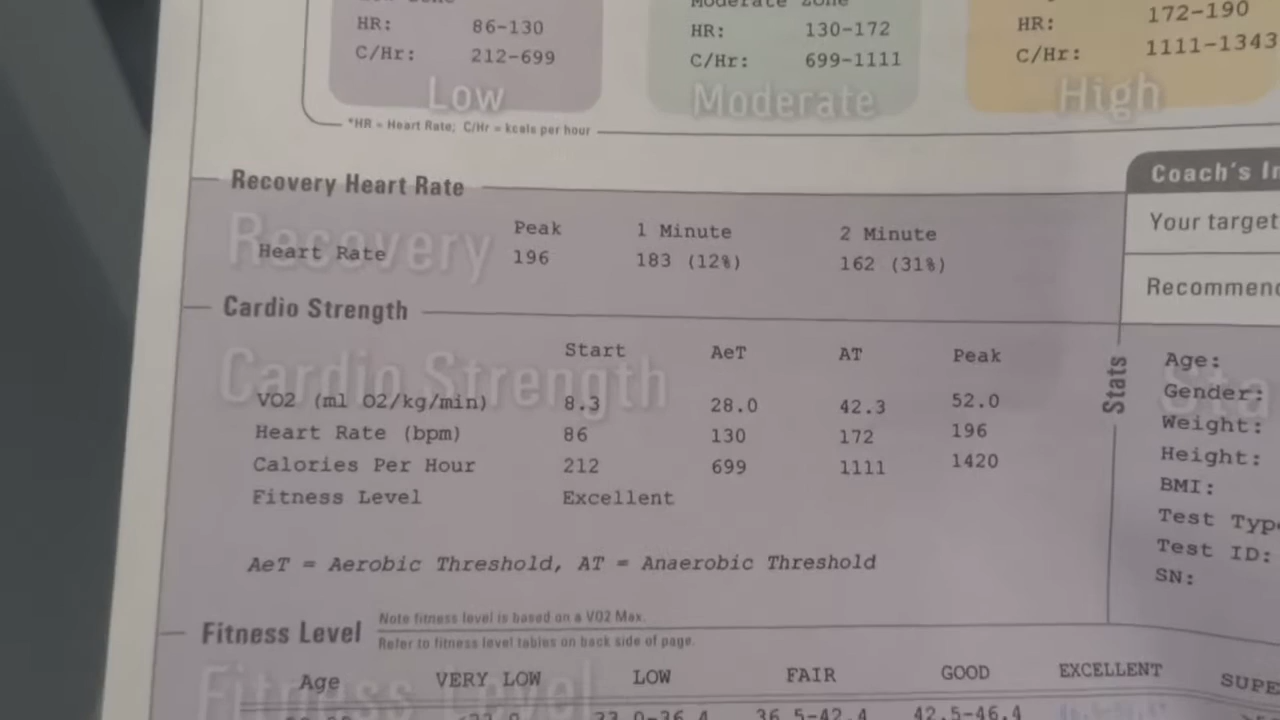 HR: 86-130
C/Hr: 212-699
Low
Moderate Zone
HR: 130-172
C/Hr: 699-1111
Moderate
HR: 172-190
C/Hr: 1111-1343
High
*HR = Heart Rate; C/Hr = kcals per hour
Recovery Heart Rate
Recovery
Peak 1 Minute 2 Minute
Heart Rate 196 183 (12%) 162 (31%)
Cardio Strength
Cardio Strength
Start AeT AT Peak
VO2 (ml O2/kg/min) 8.3 28.0 42.3 52.0
Heart Rate (bpm) 86 130 172 196
Calories Per Hour 212 699 1111 1420
Fitness Level Excellent
AeT = Aerobic Threshold, AT = Anaerobic Threshold
Fitness Level
Note fitness level is based on a VO2 Max.
Refer to fitness level tables on back side of page.
Fitness Level
Age VERY LOW LOW FAIR GOOD EXCELLENT
36.5-42.4 42.5-46.4
Coach's
Your target
Stats
Age:
Gender:
Weight:
Height:
BMI:
Test
Test ID:
SN: